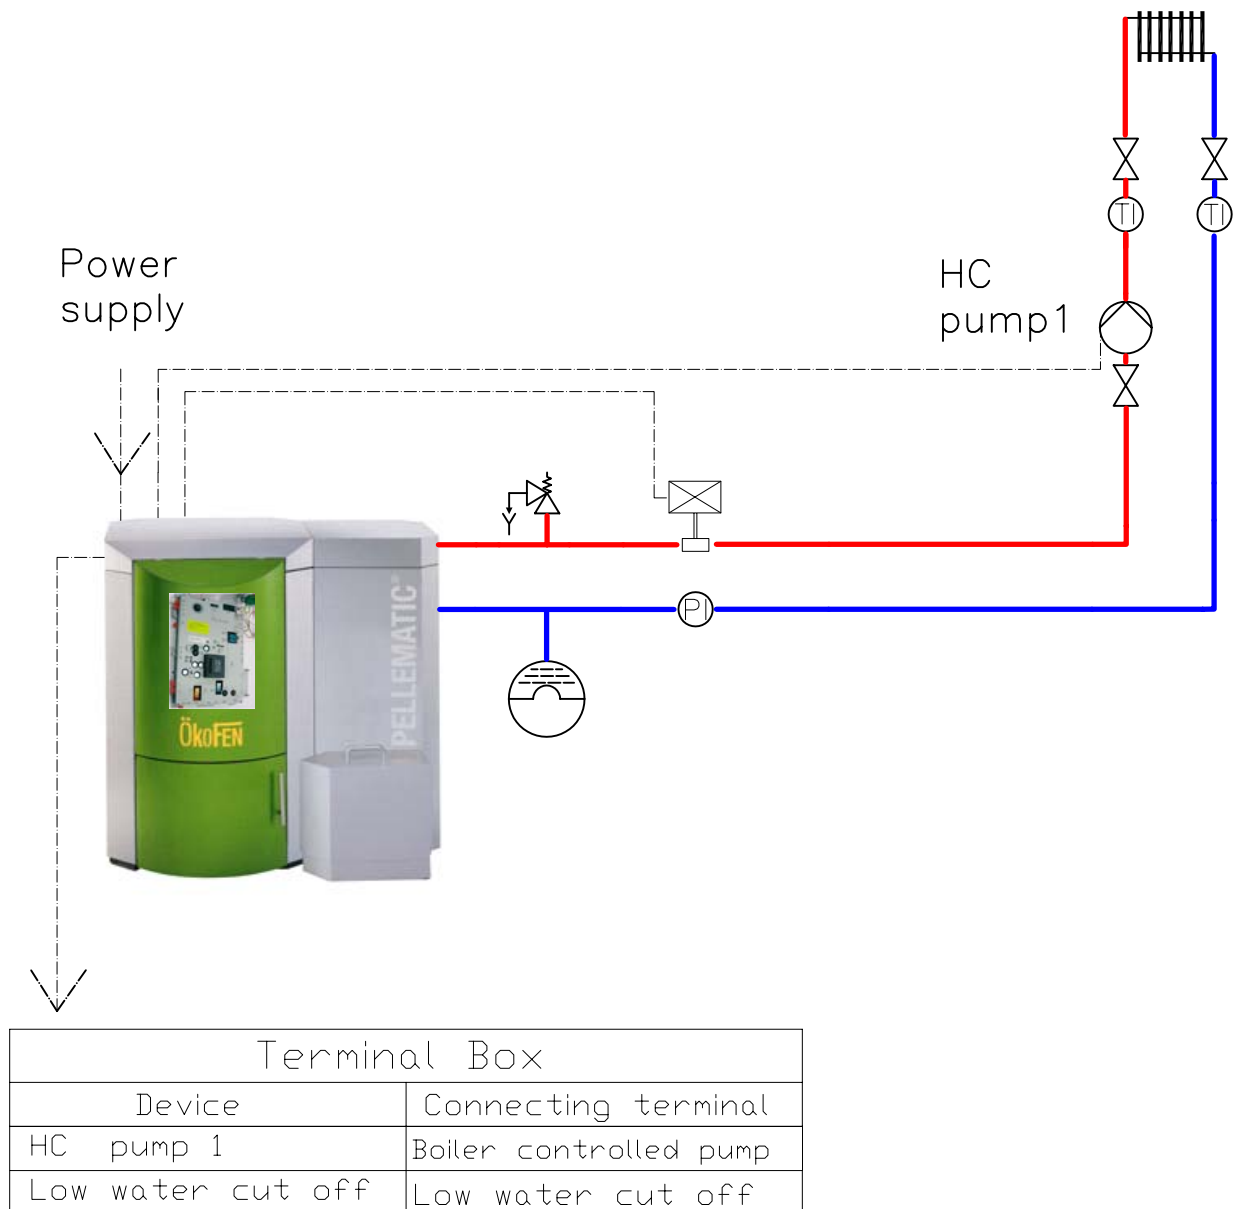 TI
TI
Power
supply
HC
pump1
PELLEMATIC®
PI
ÖkoFEN
Terminal Box
Device
Connecting terminal
HC pump 1
Boiler controlled pump
Low water cut off
Low water cut off